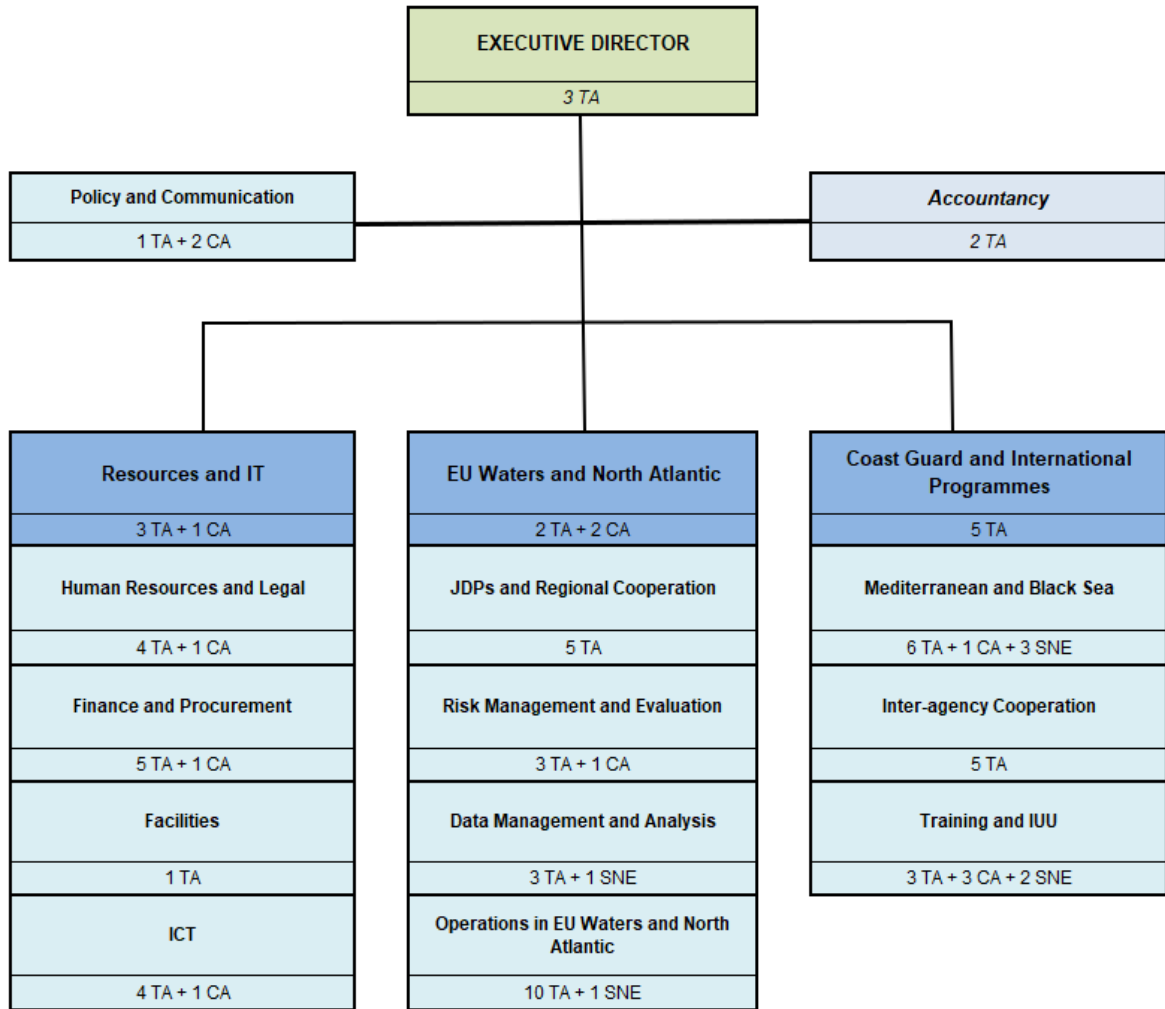 EXECUTIVE DIRECTOR
3 TA
Policy and Communication
1 TA + 2 CA
Accountancy
2 TA
Resources and IT
3 TA + 1 CA
Human Resources and Legal
4 TA + 1 CA
Finance and Procurement
5 TA + 1 CA
Facilities
1 TA
ICT
4 TA + 1 CA
EU Waters and North Atlantic
2 TA + 2 CA
JDPs and Regional Cooperation
5 TA
Risk Management and Evaluation
3 TA + 1 CA
Data Management and Analysis
3 TA + 1 SNE
Operations in EU Waters and North
Atlantic
10 TA + 1 SNE
Coast Guard and International
Programmes
5 TA
Mediterranean and Black Sea
6 TA + 1 CA + 3 SNE
Inter-agency Cooperation
5 TA
Training and IUU
3 TA + 3 CA + 2 SNE